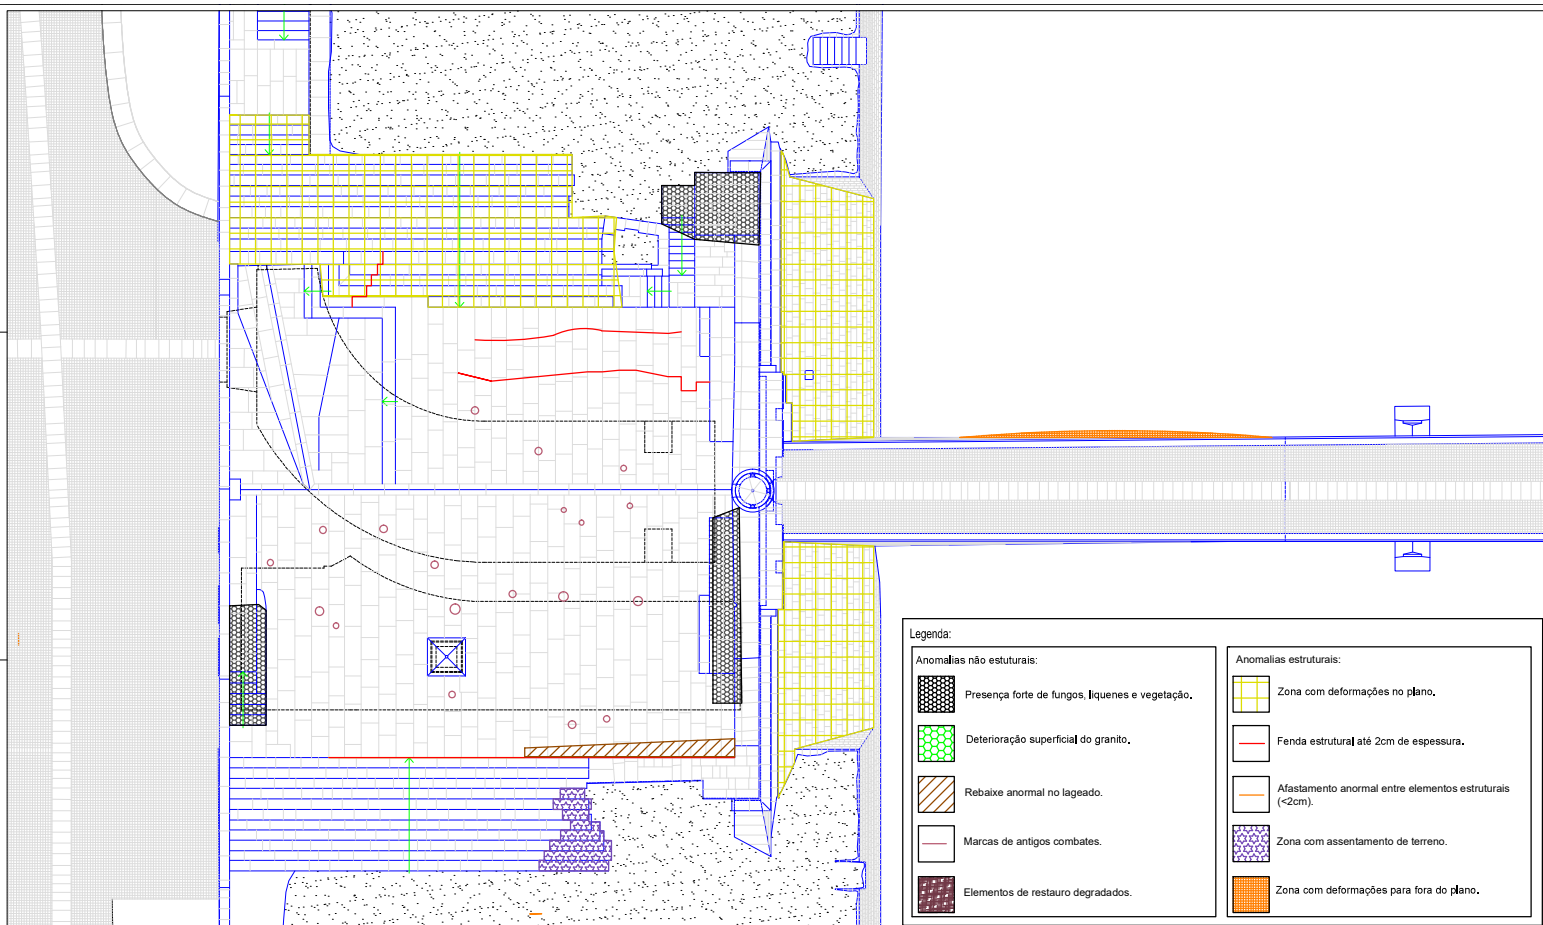 Legenda:
Anomalias não estuturais:
Presença forte de fungos, líquenes e vegetação.
Deterioração superficial do granito.
Rebaixe anormal no lageado.
Marcas de antigos combates.
Elementos de restauro degradados.
Anomalias estruturais:
Zona com deformações no plano.
Fenda estrutural até 2cm de espessura.
Afastamento anormal entre elementos estruturais
(<2cm).
Zona com assentamento de terreno.
Zona com deformações para fora do plano.